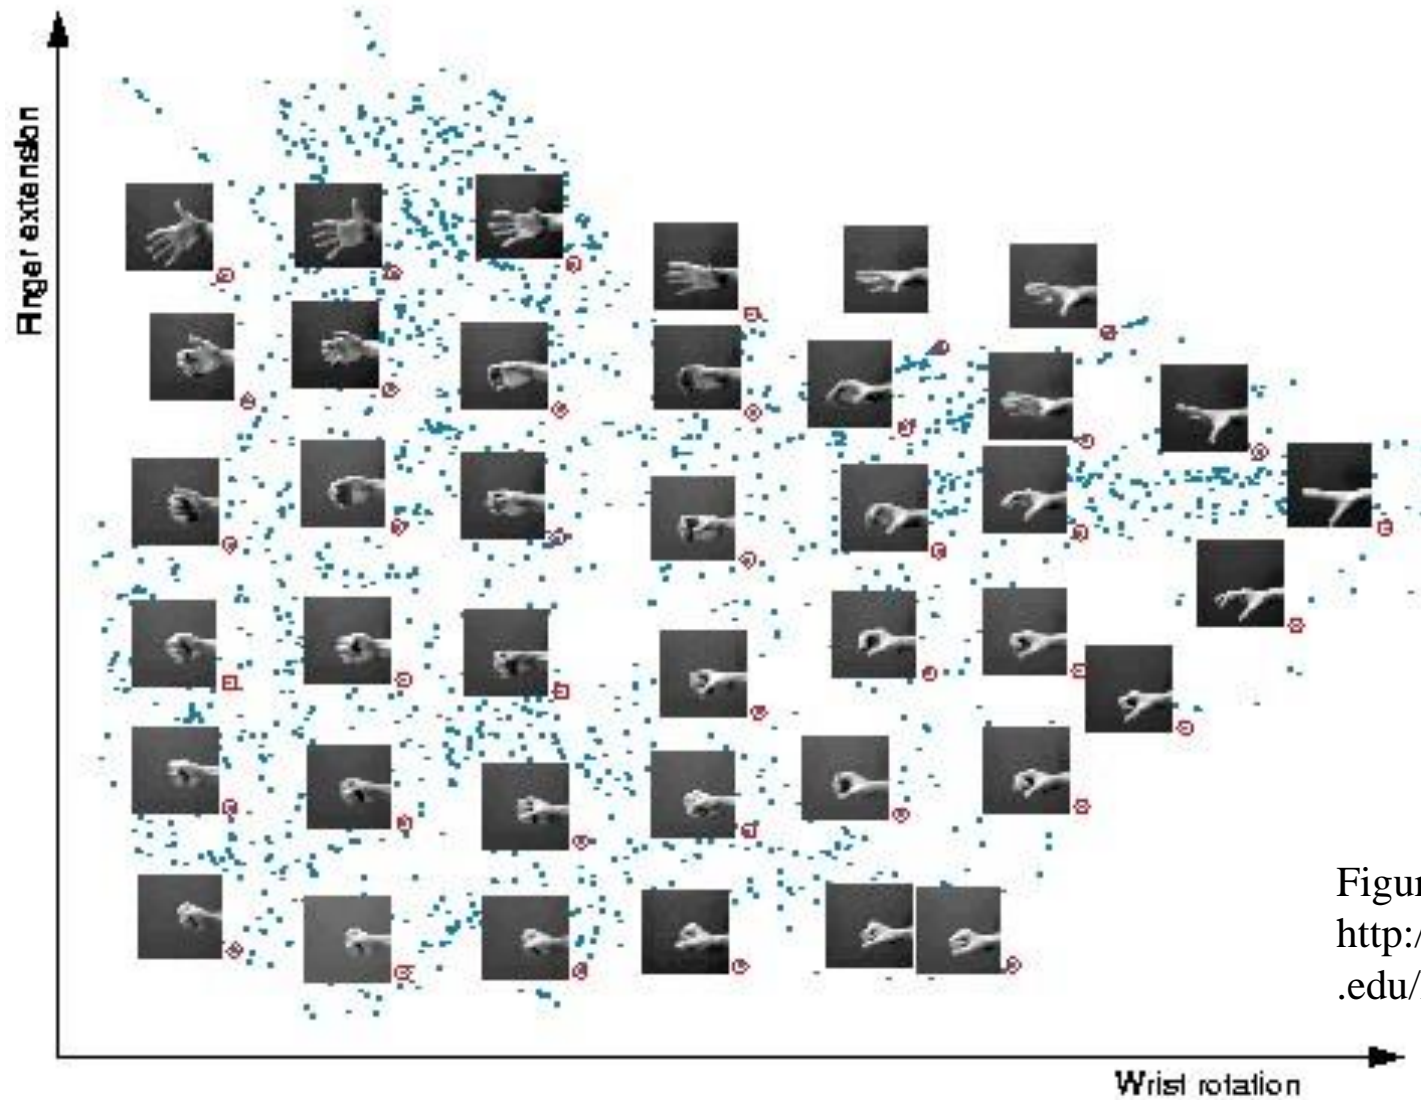 Finger extension
Figur
http:/
.edu/
Wrist rotation